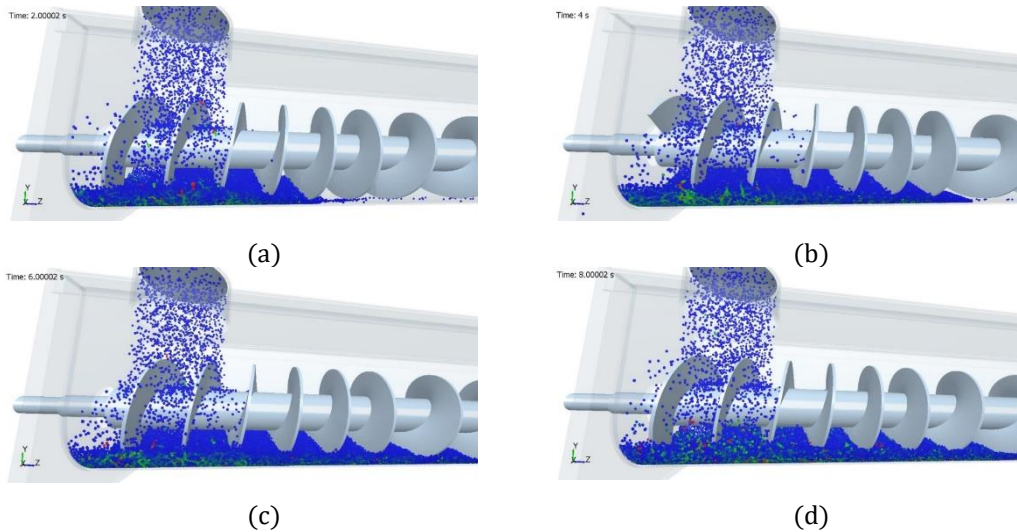 Time: 2.00002 s
Time: 4 s
Y
X Z
Y
X Z
(a)
(b)
Time: 6.00002 s
Time: 8.00002 s
Y
X Z
Y
X Z
(c)
(d)